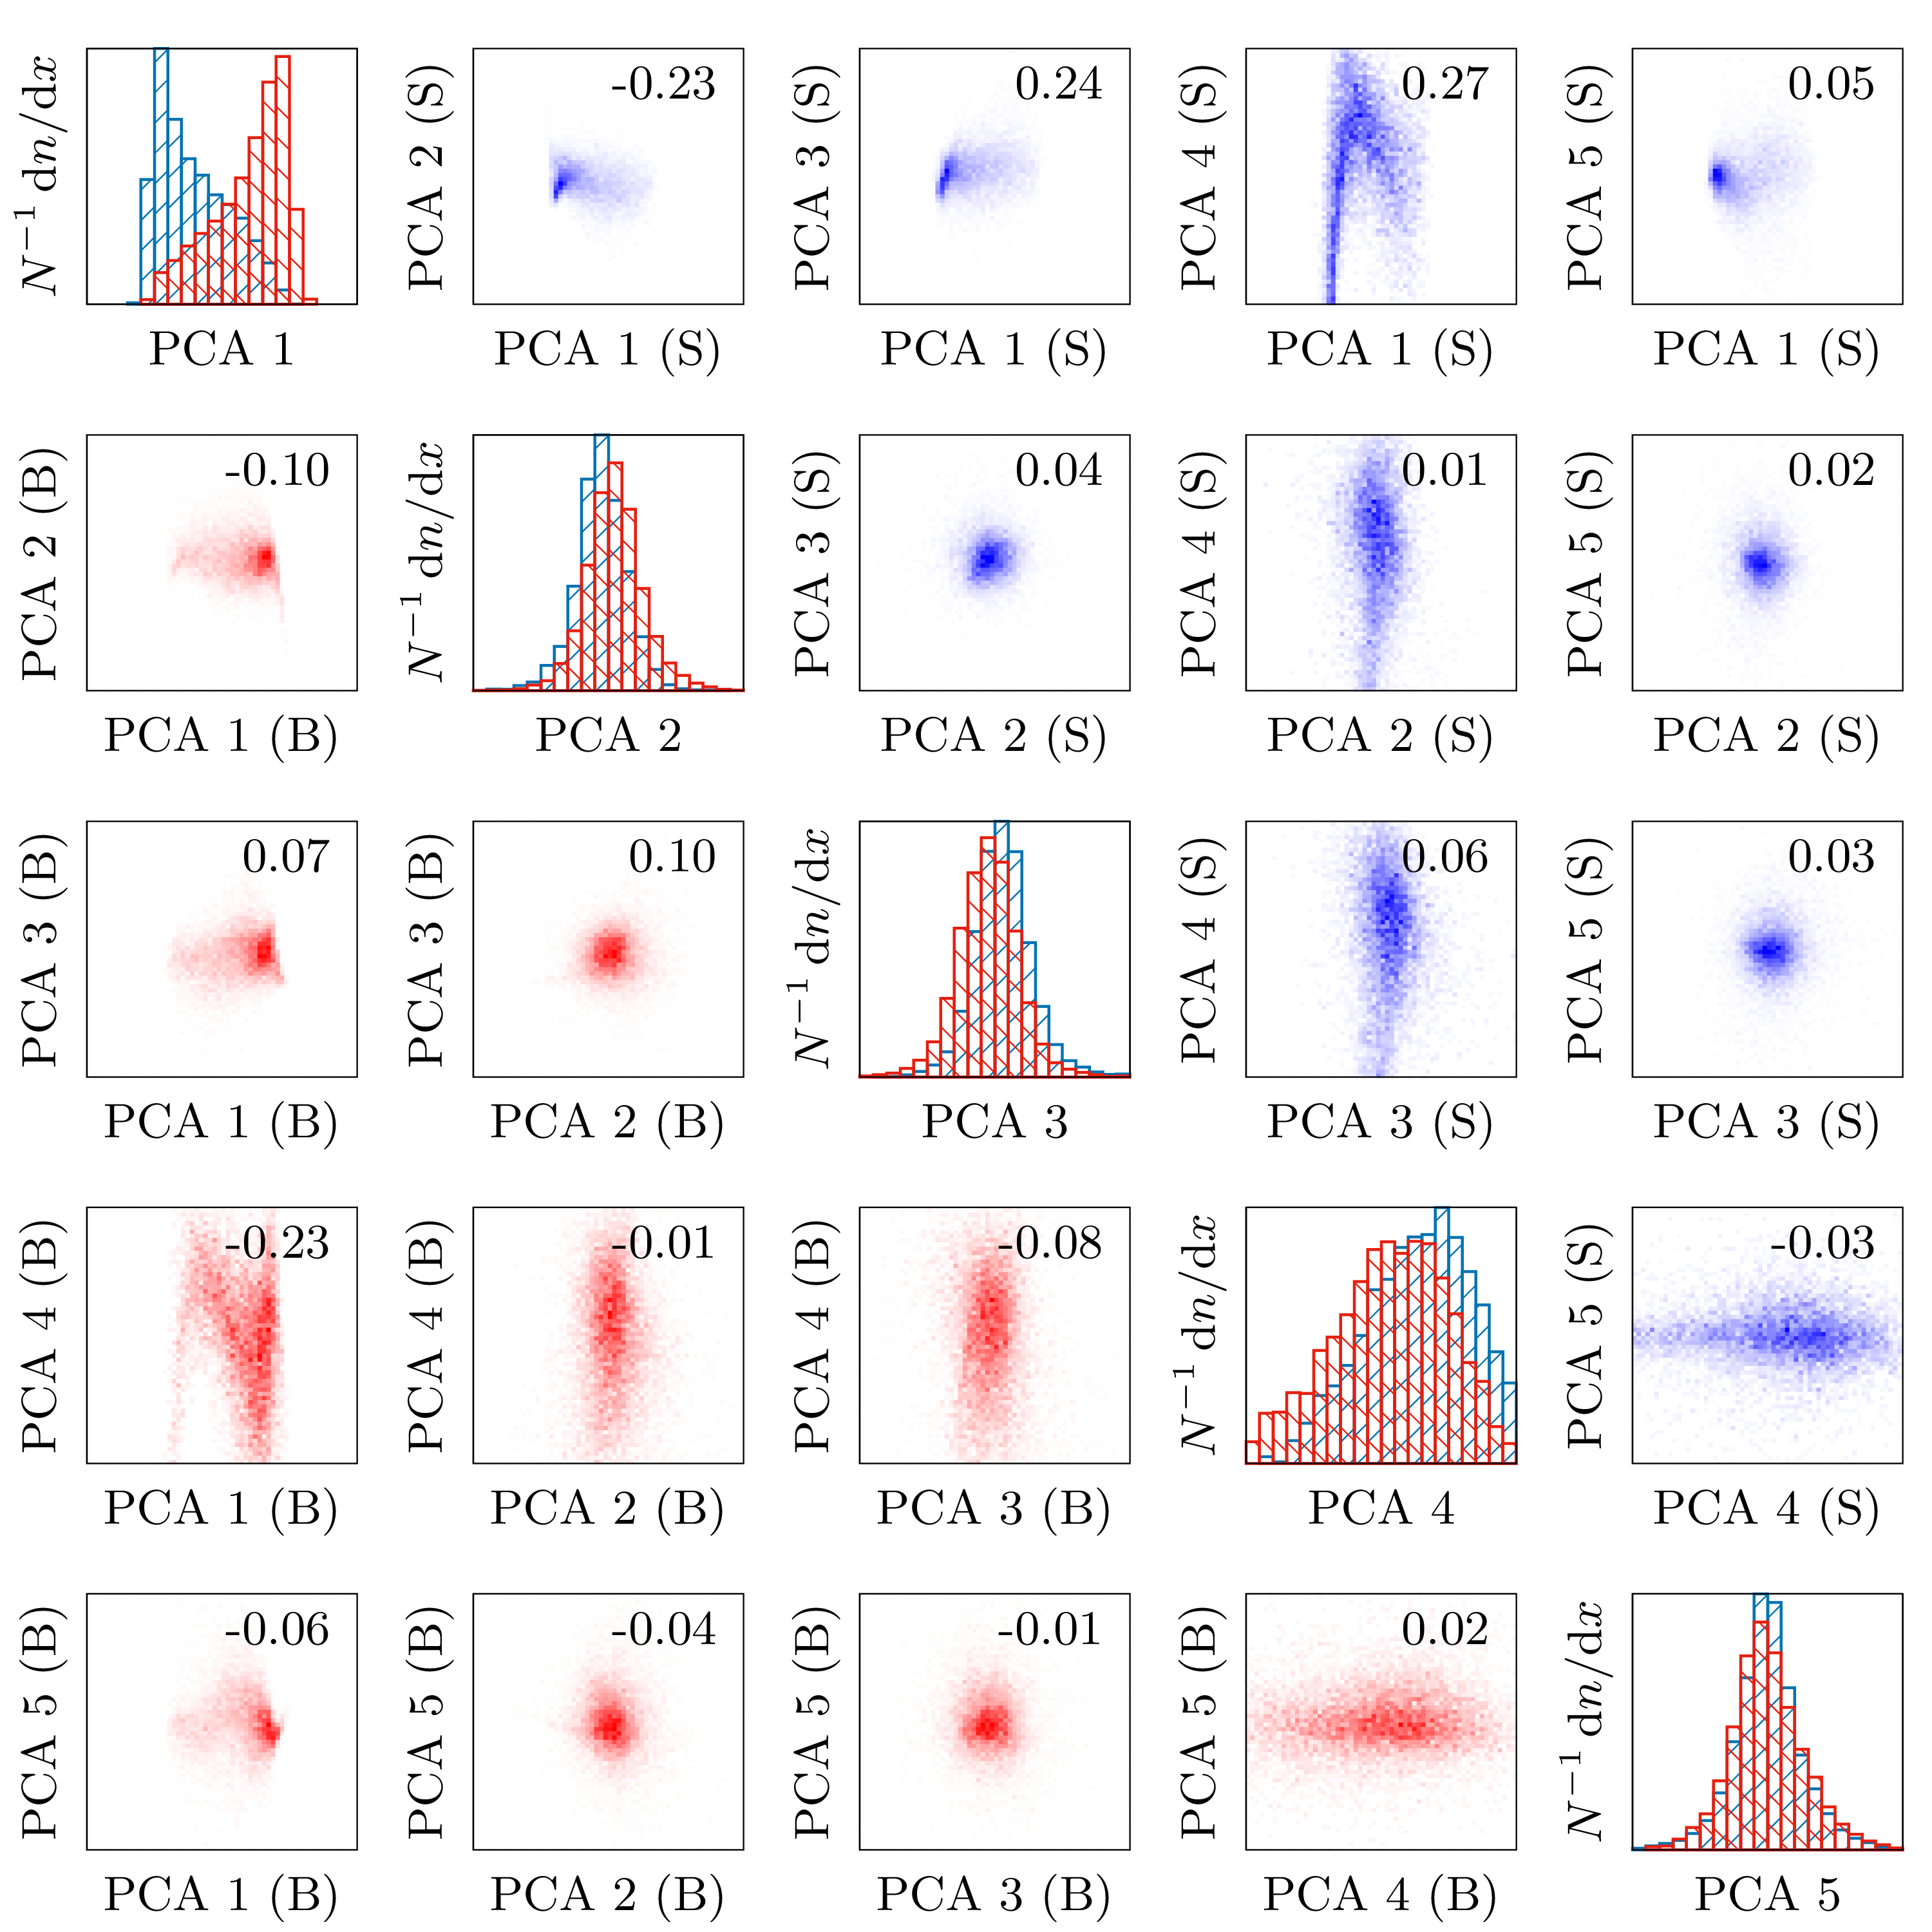 N⁻¹ dn/dx
PCA 1
PCA 2 (S)
-0.23
PCA 1 (S)
PCA 3 (S)
0.24
PCA 1 (S)
PCA 4 (S)
0.27
PCA 1 (S)
PCA 5 (S)
0.05
PCA 1 (S)
PCA 2 (B)
-0.10
PCA 1 (B)
N⁻¹ dn/dx
PCA 2
PCA 3 (S)
0.04
PCA 2 (S)
PCA 4 (S)
0.01
PCA 2 (S)
PCA 5 (S)
0.02
PCA 2 (S)
PCA 3 (B)
0.07
PCA 1 (B)
PCA 3 (B)
0.10
PCA 2 (B)
N⁻¹ dn/dx
PCA 3
PCA 4 (S)
0.06
PCA 3 (S)
PCA 5 (S)
0.03
PCA 3 (S)
PCA 4 (B)
-0.23
PCA 1 (B)
PCA 4 (B)
-0.01
PCA 2 (B)
PCA 4 (B)
-0.08
PCA 3 (B)
N⁻¹ dn/dx
PCA 4
PCA 5 (S)
-0.03
PCA 4 (S)
PCA 5 (B)
-0.06
PCA 1 (B)
PCA 5 (B)
-0.04
PCA 2 (B)
PCA 5 (B)
-0.01
PCA 3 (B)
PCA 5 (B)
0.02
PCA 4 (B)
N⁻¹ dn/dx
PCA 5